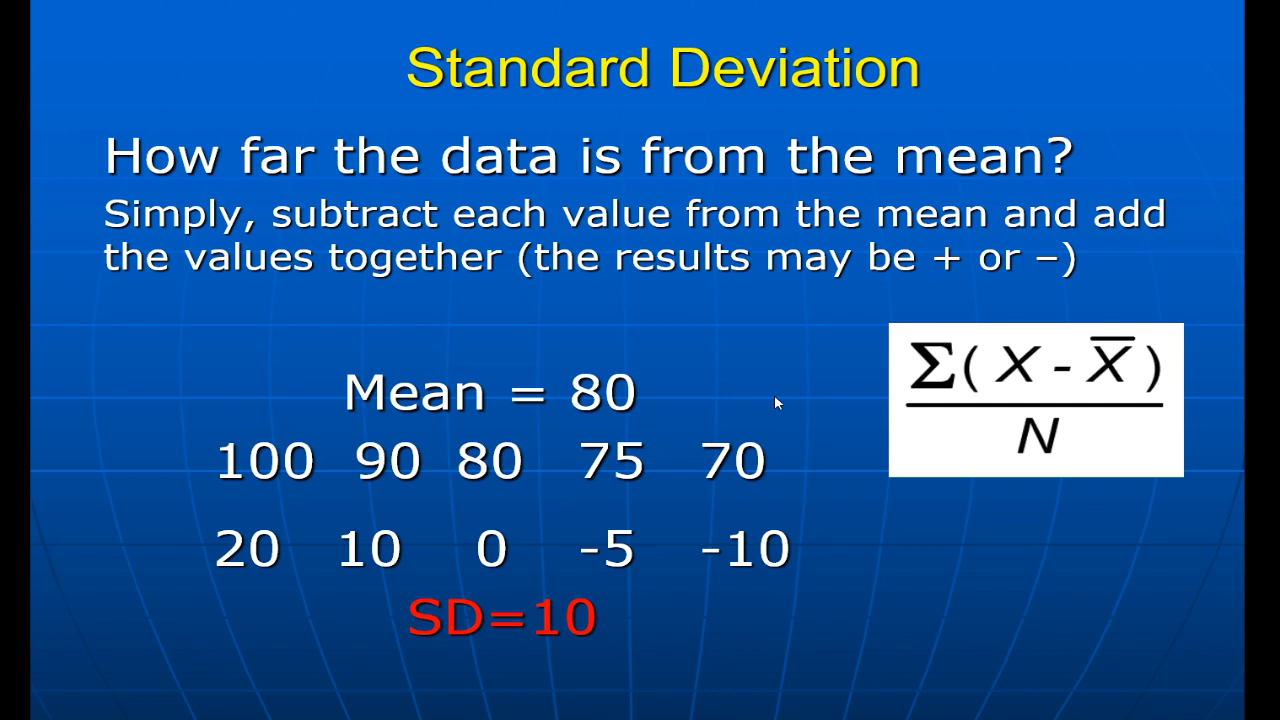 Standard Deviation
How far the data is from the mean?
Simply, subtract each value from the mean and add
the values together (the results may be + or –)
Mean = 80
100 90 80 75 70
20 10 0 -5 -10
SD=10
Σ( X - X̅ )
N